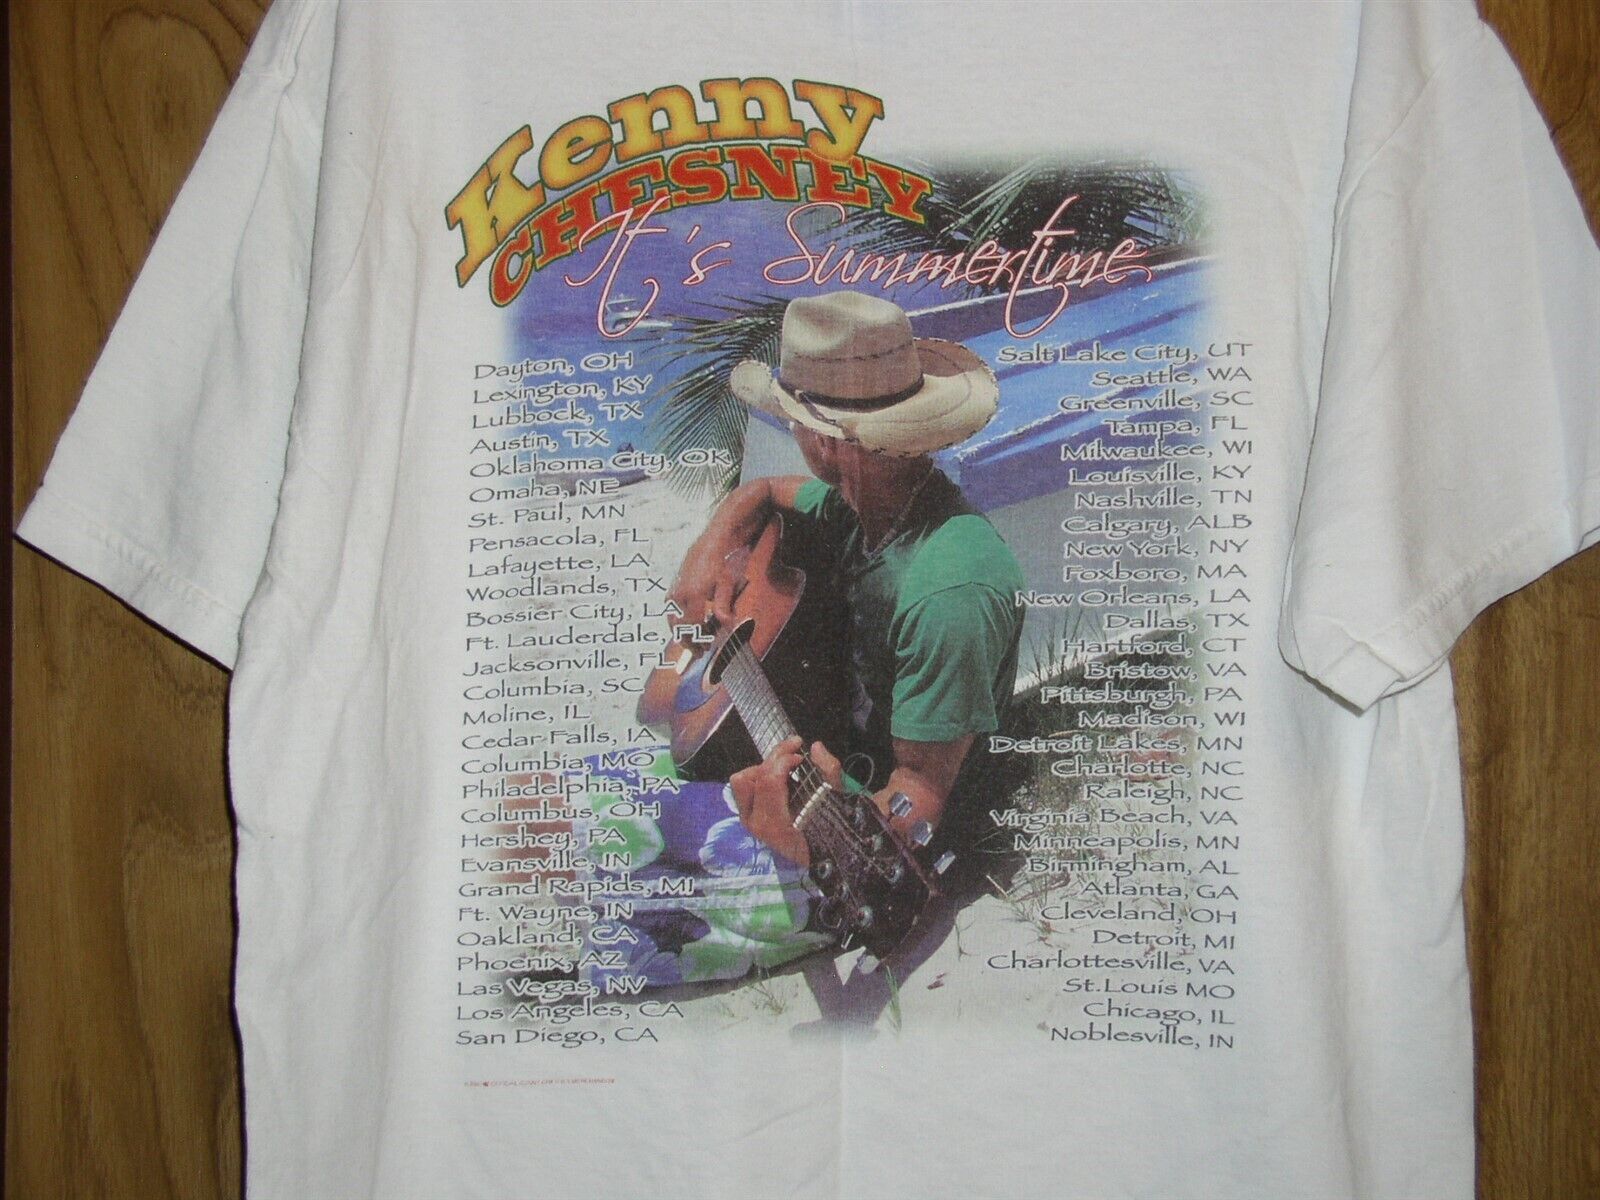 Kenny
CHESNEY
It's Summertime
Dayton, OH
Lexington, KY
Lubbock, TX
Austin, TX
Oklahoma City, OK
Omaha, NE
St. Paul, MN
Pensacola, FL
Lafayette, LA
Woodlands, TX
Bossier City, LA
Ft. Lauderdale, FL
Jacksonville, FL
Columbia, SC
Moline, IL
Cedar Falls, IA
Columbia, MO
Philadelphia, PA
Columbus, OH
Hershey, PA
Evansville, IN
Grand Rapids, MI
Ft. Wayne, IN
Oakland, CA
Phoenix, AZ
Las Vegas, NV
Los Angeles, CA
San Diego, CA
Salt Lake City, UT
Seattle, WA
Greenville, SC
Tampa, FL
Milwaukee, WI
Louisville, KY
Nashville, TN
Calgary, ALB
New York, NY
Foxboro, MA
New Orleans, LA
Dallas, TX
Hartford, CT
Bristow, VA
Pittsburgh, PA
Madison, WI
Detroit Lakes, MN
Charlotte, NC
Raleigh, NC
Virginia Beach, VA
Minneapolis, MN
Birmingham, AL
Atlanta, GA
Cleveland, OH
Detroit, MI
Charlottesville, VA
St.Louis MO
Chicago, IL
Noblesville, IN